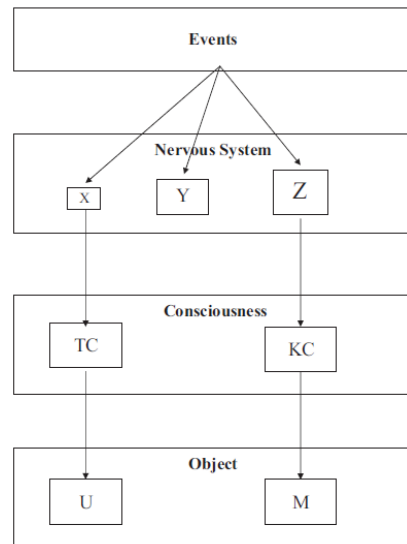 Events
Nervous System
X
Y
Z
Consciousness
TC
KC
Object
U
M